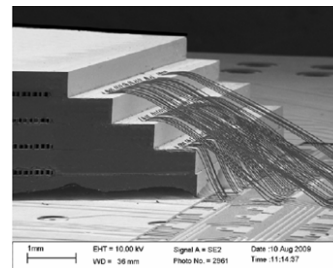 1mm
EHT = 10.00 kV
Signal A = SE2
Date :10 Aug 2009
WD = 36 mm
Photo No. = 2961
Time :11:14:37